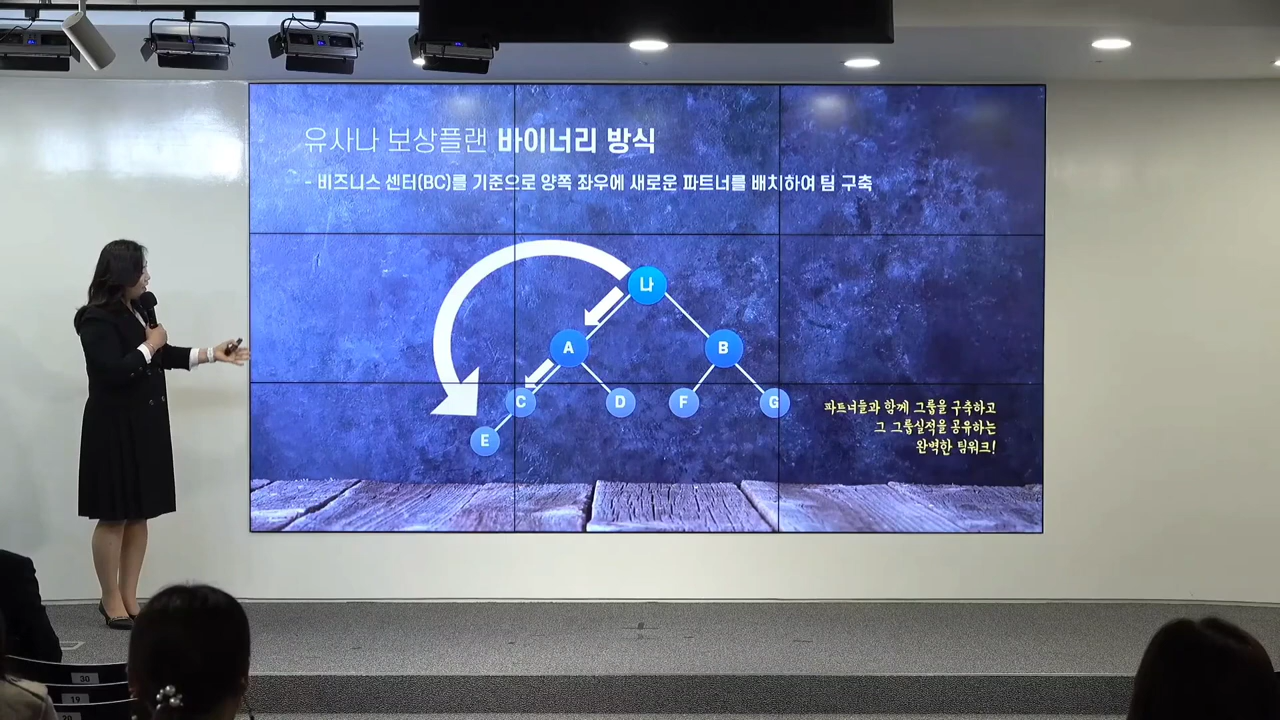 유사나 보상플랜 바이너리 방식
- 비즈니스 센터(BC)를 기준으로 양쪽 좌우에 새로운 파트너를 배치하여 팀 구축
나
A
B
C
D
F
G
E
파트너들과 함께 그룹을 구축하고
그 그룹실적을 공유하는
완벽한 팀워크!
30
19
20